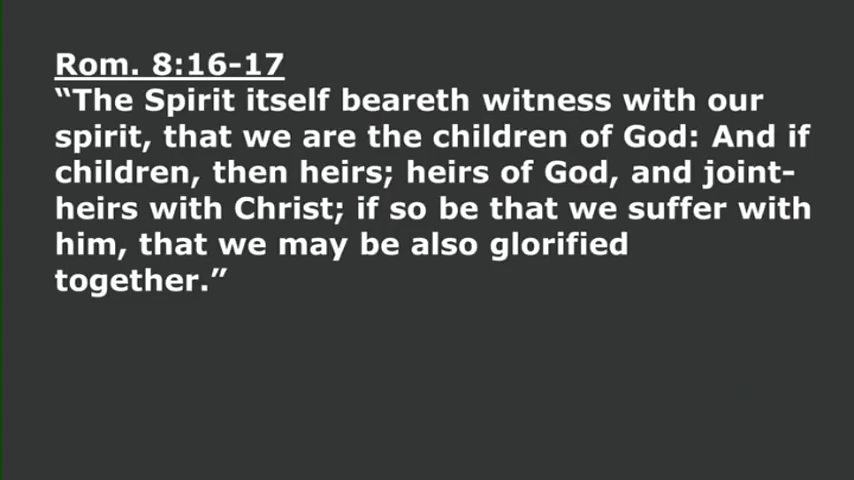 Rom. 8:16-17
“The Spirit itself beareth witness with our
spirit, that we are the children of God: And if
children, then heirs; heirs of God, and joint-
heirs with Christ; if so be that we suffer with
him, that we may be also glorified
together.”